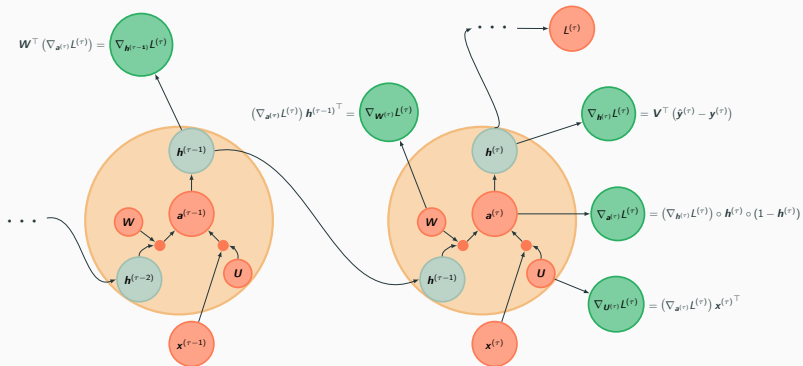 L^{(τ)}
W^⊤ (∇_{a^{(τ)}} L^{(τ)}) = ∇_{h^{(τ−1)}} L^{(τ)}
(∇_{a^{(τ)}} L^{(τ)}) h^{(τ−1)⊤} = ∇_{W^{(τ)}} L^{(τ)}
∇_{h^{(τ)}} L^{(τ)} = V^⊤ (ŷ^{(τ)} − y^{(τ)})
h^{(τ−1)}
h^{(τ)}
W
a^{(τ−1)}
W
a^{(τ)}
∇_{a^{(τ)}} L^{(τ)} = (∇_{h^{(τ)}} L^{(τ)}) ∘ h^{(τ)} ∘ (1 − h^{(τ)})
h^{(τ−2)}
U
h^{(τ−1)}
U
∇_{U^{(τ)}} L^{(τ)} = (∇_{a^{(τ)}} L^{(τ)}) x^{(τ)⊤}
x^{(τ−1)}
x^{(τ)}